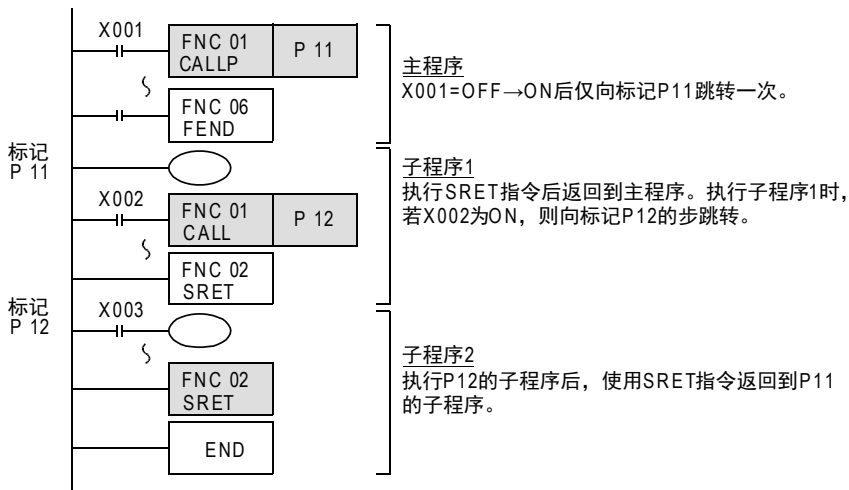 X001
FNC 01
CALLP
P 11
主程序
X001=OFF→ON后仅向标记P11跳转一次。
FNC 06
FEND
标记
P 11
子程序1
执行SRET指令后返回到主程序。执行子程序1时，
若X002为ON，则向标记P12的步跳转。
X002
FNC 01
CALL
P 12
FNC 02
SRET
标记
P 12
X003
子程序2
执行P12的子程序后，使用SRET指令返回到P11
的子程序。
FNC 02
SRET
END